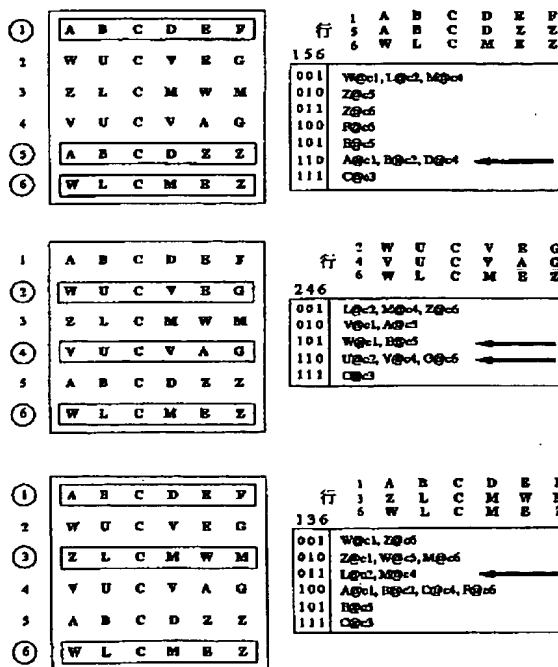 ① A B C D E F
2 W U C V E G
3 Z L C M W M
4 V U C V A G
⑤ A B C D Z Z
⑥ W L C M E Z
1 A B C D E F
行 5 A B C D Z Z
6 W L C M E Z
156
001 W@c1, L@c2, M@c4
010 Z@c5
011 Z@c6
100 F@c6
101 E@c5
110 A@c1, B@c2, D@c4
111 C@c3
1 A B C D E F
② W U C V E G
3 Z L C M W M
④ V U C V A G
5 A B C D Z Z
⑥ W L C M E Z
2 W U C V E G
行 4 V U C V A G
6 W L C M E Z
246
001 L@c2, M@c4, Z@c6
010 V@c1, A@c5
101 W@c1, E@c5
110 U@c2, V@c4, G@c6
111 C@c3
① A B C D E F
2 W U C V E G
③ Z L C M W M
4 V U C V A G
5 A B C D Z Z
⑥ W L C M E Z
1 A B C D E
行 3 Z L C M W
6 W L C M E
136
001 W@c1, Z@c6
010 Z@c1, W@c5, M@c6
011 L@c2, M@c4
100 A@c1, B@c2, D@c4, F@c6
101 E@c5
111 C@c3